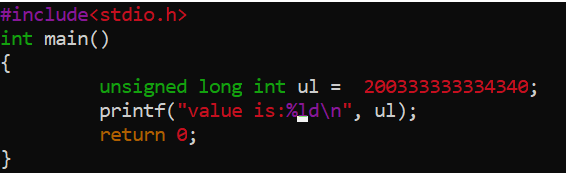 #include<stdio.h>
int main()
{
unsigned long int ul =  200333333334340;
printf("value is:%ld\n", ul);
return 0;
}